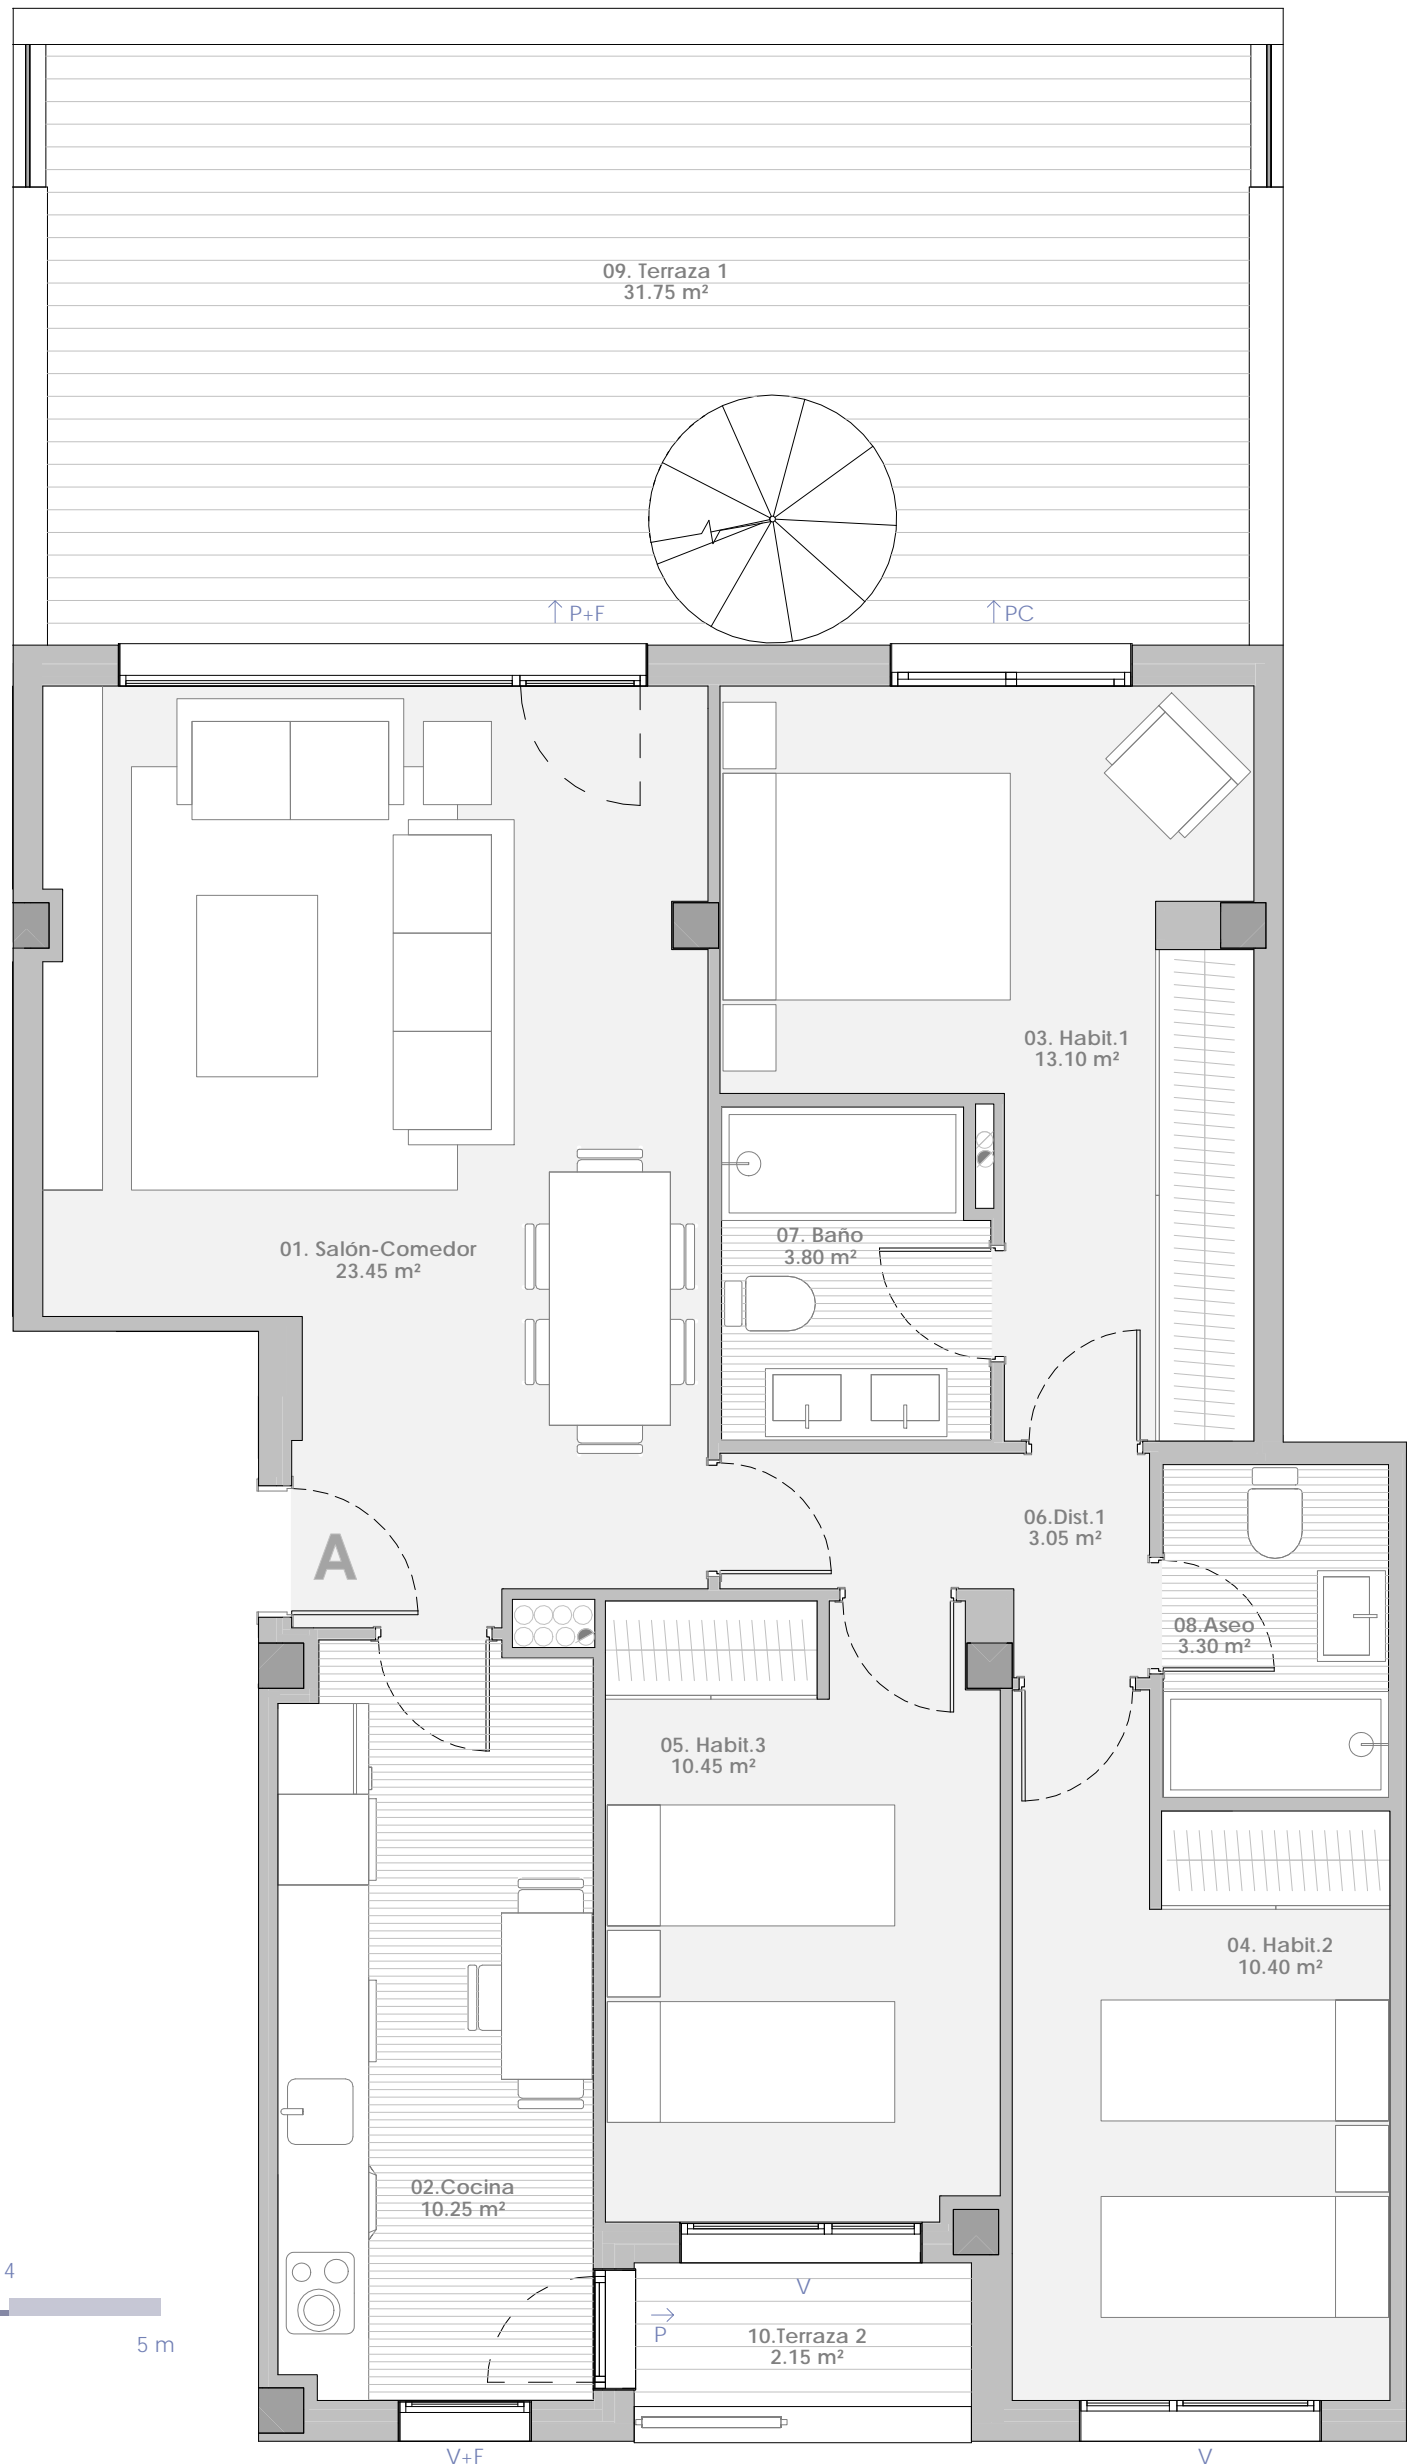 09. Terraza 1
31.75 m²
↑ P+F
↑ PC
03. Habit.1
13.10 m²
07. Baño
3.80 m²
01. Salón-Comedor
23.45 m²
06.Dist.1
3.05 m²
A
08.Aseo
3.30 m²
05. Habit.3
10.45 m²
04. Habit.2
10.40 m²
02.Cocina
10.25 m²
4
5 m
V
→
P
10.Terraza 2
2.15 m²
V+F
V